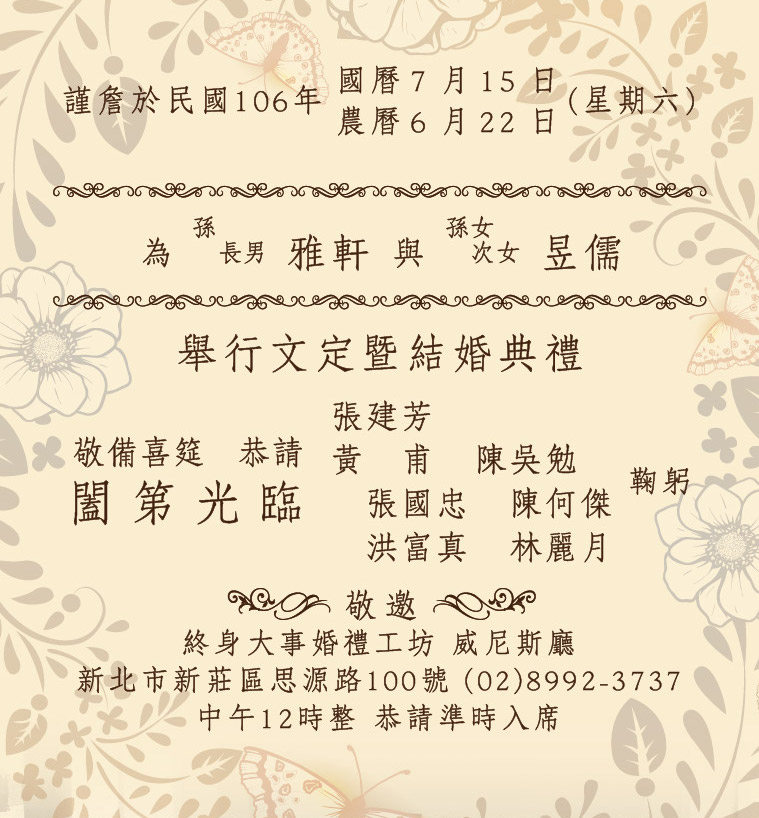 謹詹於民國106年 國曆7月15日 (星期六)
農曆6月22日
為 孫 長男 雅軒 與 孫女 次女 昱儒
舉行文定暨結婚典禮
張建芳
敬備喜筵 恭請 黃 甫 陳吳勉
闔第光臨 張國忠 陳何傑 鞠躬
洪富真 林麗月
敬邀
終身大事婚禮工坊 威尼斯廳
新北市新莊區思源路100號 (02)8992-3737
中午12時整 恭請準時入席